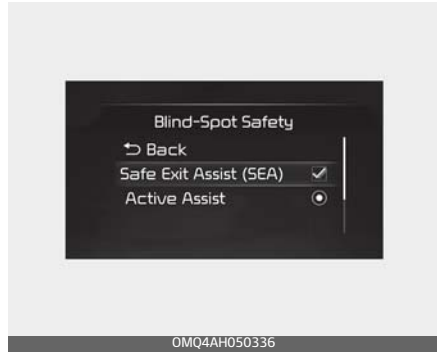 Blind-Spot Safety
Back
Safe Exit Assist (SEA)
Active Assist
OMQ4AH050336